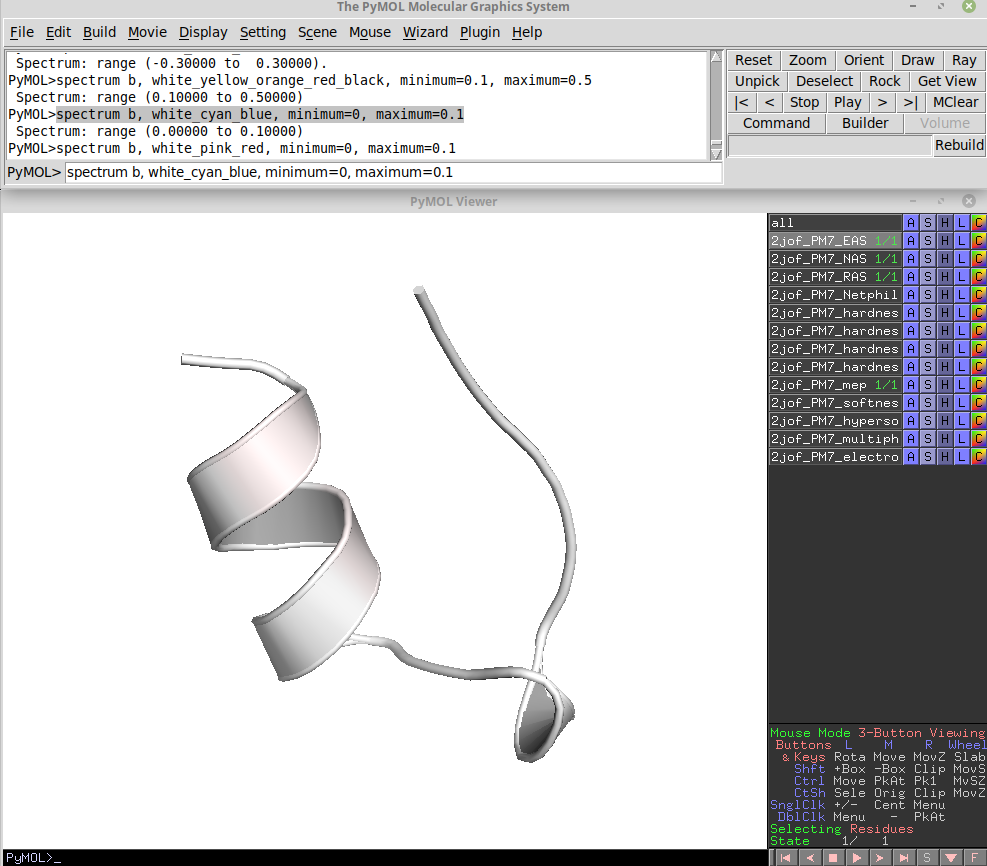 The PyMOL Molecular Graphics System
File Edit Build Movie Display Setting Scene Mouse Wizard Plugin Help
Spectrum: range (-0.30000 to 0.30000).
PyMOL>spectrum b, white_yellow_orange_red_black, minimum=0.1, maximum=0.5
Spectrum: range (0.10000 to 0.50000)
PyMOL>spectrum b, white_cyan_blue, minimum=0, maximum=0.1
Spectrum: range (0.00000 to 0.10000)
PyMOL>spectrum b, white_pink_red, minimum=0, maximum=0.1
PyMOL> spectrum b, white_cyan_blue, minimum=0, maximum=0.1
Reset Zoom Orient Draw Ray
Unpick Deselect Rock Get View
|< < Stop Play > >| MClear
Command Builder Volume
Rebuild
PyMOL Viewer
all A S H L C
2jof_PM7_EAS 1/1 A S H L C
2jof_PM7_NAS 1/1 A S H L C
2jof_PM7_RAS 1/1 A S H L C
2jof_PM7_Netphil A S H L C
2jof_PM7_hardnes A S H L C
2jof_PM7_hardnes A S H L C
2jof_PM7_hardnes A S H L C
2jof_PM7_hardnes A S H L C
2jof_PM7_mep 1/1 A S H L C
2jof_PM7_softnes A S H L C
2jof_PM7_hyperso A S H L C
2jof_PM7_multiph A S H L C
2jof_PM7_electro A S H L C
Mouse Mode 3-Button Viewing
Buttons L M R Wheel
& Keys Rota Move MovZ Slab
Shft +Box -Box Clip MovS
Ctrl Move PkAt Pk1 MvSZ
CtSh Sele Orig Clip MovZ
SnglClk +/- Cent Menu
DblClk Menu - PkAt
Selecting Residues
State 1/ 1
PyMOL>_
S F